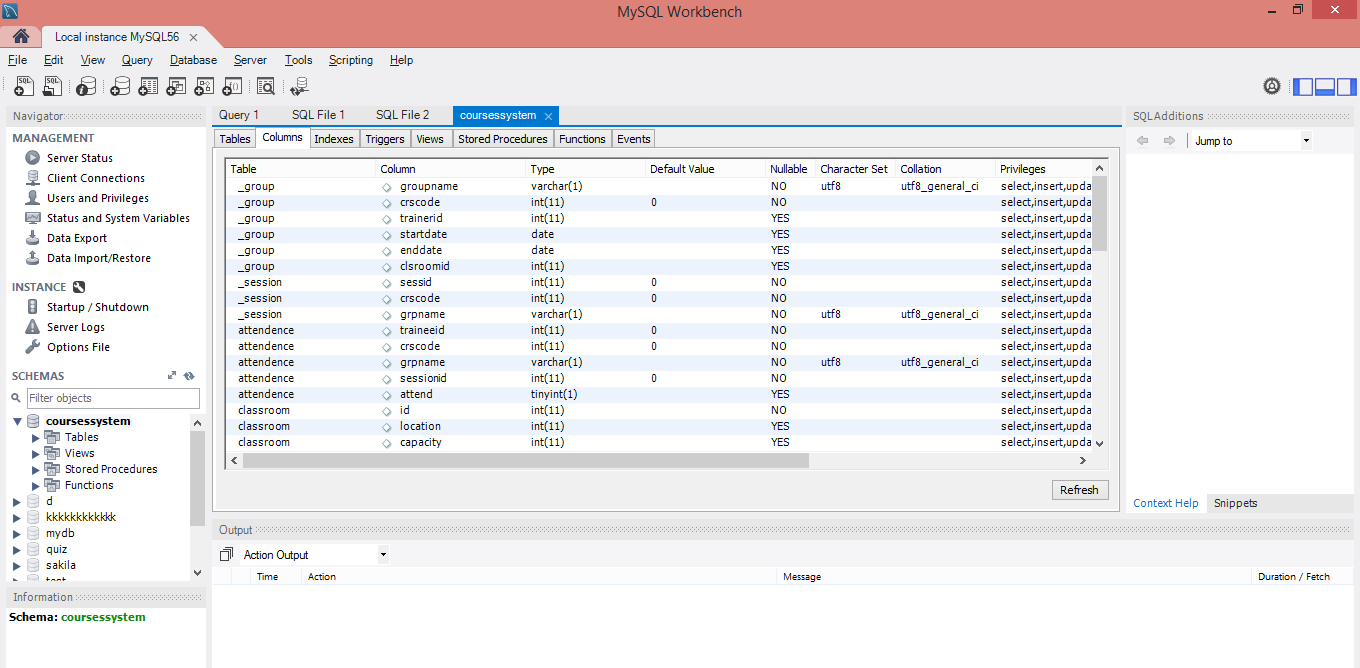 MySQL Workbench
Local instance MySQL56
File Edit View Query Database Server Tools Scripting Help
Navigator
MANAGEMENT
Server Status
Client Connections
Users and Privileges
Status and System Variables
Data Export
Data Import/Restore
INSTANCE
Startup / Shutdown
Server Logs
Options File
SCHEMAS
Filter objects
coursessystem
Tables
Views
Stored Procedures
Functions
d
kkkkkkkkkkkk
mydb
quiz
sakila
test
Information
Schema: coursessystem
Query 1 SQL File 1 SQL File 2 coursessystem
Tables Columns Indexes Triggers Views Stored Procedures Functions Events
Table Column Type Default Value Nullable Character Set Collation Privileges
_group groupname varchar(1) NO utf8 utf8_general_ci select,insert,upda
_group crscode int(11) 0 NO select,insert,upda
_group trainerid int(11) YES select,insert,upda
_group startdate date YES select,insert,upda
_group enddate date YES select,insert,upda
_group clsroomid int(11) YES select,insert,upda
_session sessid int(11) 0 NO select,insert,upda
_session crscode int(11) 0 NO select,insert,upda
_session grpname varchar(1) NO utf8 utf8_general_ci select,insert,upda
attendence traineeid int(11) 0 NO select,insert,upda
attendence crscode int(11) 0 NO select,insert,upda
attendence grpname varchar(1) NO utf8 utf8_general_ci select,insert,upda
attendence sessionid int(11) 0 NO select,insert,upda
attendence attend tinyint(1) YES select,insert,upda
classroom id int(11) NO select,insert,upda
classroom location int(11) YES select,insert,upda
classroom capacity int(11) YES select,insert,upda
Refresh
Output
Action Output
Time Action Message Duration / Fetch
SQLAdditions
Jump to
Context Help Snippets